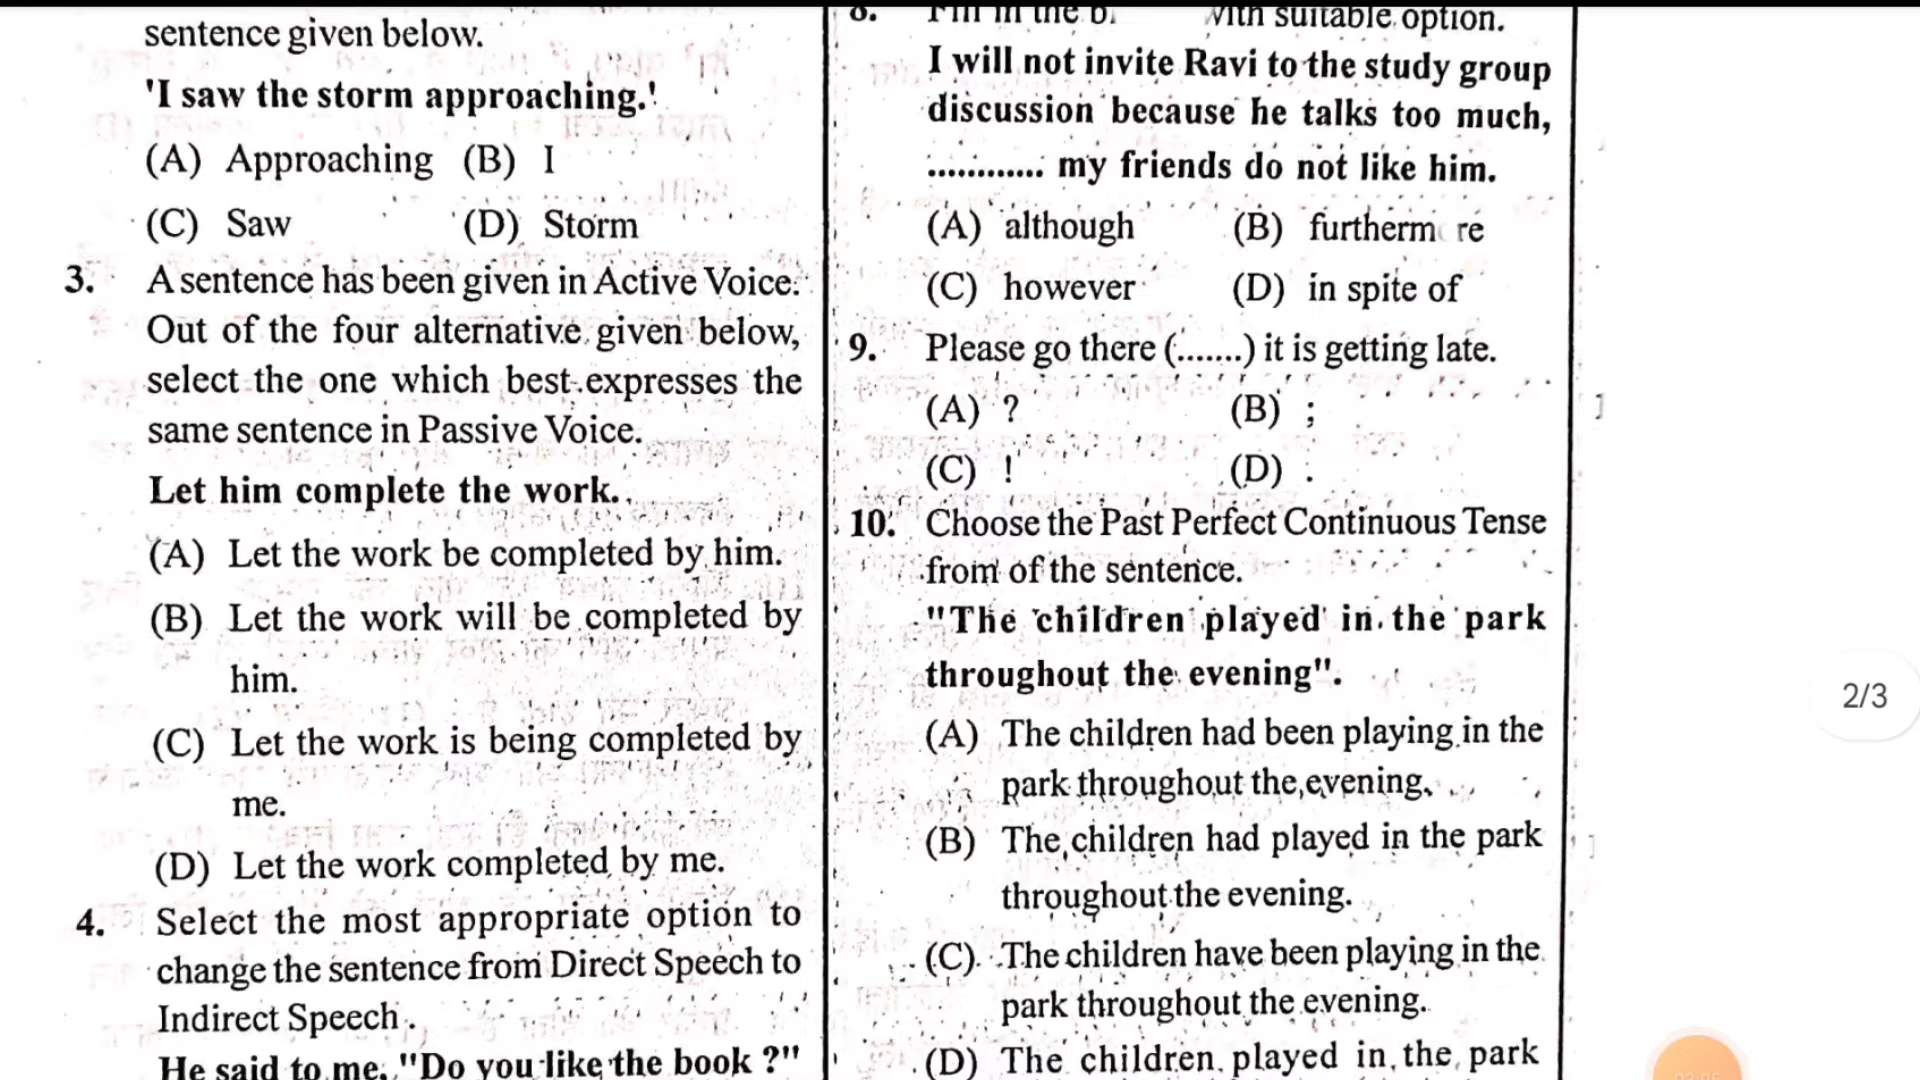 sentence given below.
'I saw the storm approaching.'
(A) Approaching (B) I
(C) Saw (D) Storm
3. A sentence has been given in Active Voice.
Out of the four alternative given below,
select the one which best expresses the
same sentence in Passive Voice.
Let him complete the work.
(A) Let the work be completed by him.
(B) Let the work will be completed by
him.
(C) Let the work is being completed by
me.
(D) Let the work completed by me.
4. Select the most appropriate option to
change the sentence from Direct Speech to
Indirect Speech.
He said to me, "Do you like the book ?"
8. Fill in the with suitable option.
I will not invite Ravi to the study group
discussion because he talks too much,
............ my friends do not like him.
(A) although (B) furtherm re
(C) however (D) in spite of
9. Please go there (.......) it is getting late.
(A) ? (B) ;
(C) ! (D) .
10. Choose the Past Perfect Continuous Tense
from of the sentence.
"The children played in the park
throughout the evening".
(A) The children had been playing in the
park throughout the evening.
(B) The children had played in the park
throughout the evening.
(C) The children have been playing in the
park throughout the evening.
(D) The children played in the park
2/3